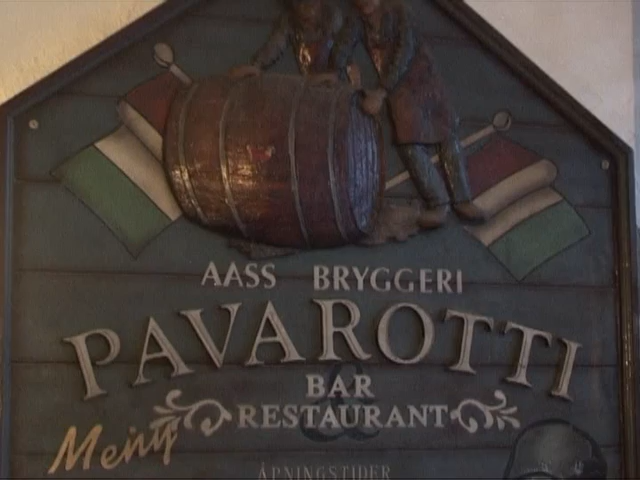 AASS BRYGGERI
PAVAROTTI
BAR
&
RESTAURANT
Meny
ÅPNINGSTIDER